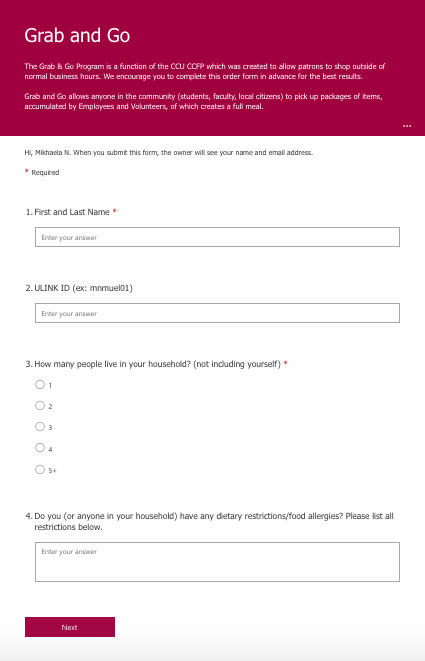 Grab and Go
The Grab & Go Program is a function of the CCU CCFP which was created to allow patrons to shop outside of
normal business hours. We encourage you to complete this order form in advance for the best results.
Grab and Go allows anyone in the community (students, faculty, local citizens) to pick up packages of items,
accumulated by Employees and Volunteers, of which creates a full meal.
...
Hi, Mikhaela N. When you submit this form, the owner will see your name and email address.
* Required
1. First and Last Name *
Enter your answer
2. ULINK ID (ex: mnmuel01)
Enter your answer
3. How many people live in your household? (not including yourself) *
1
2
3
4
5+
4. Do you (or anyone in your household) have any dietary restrictions/food allergies? Please list all
restrictions below.
Enter your answer
Next